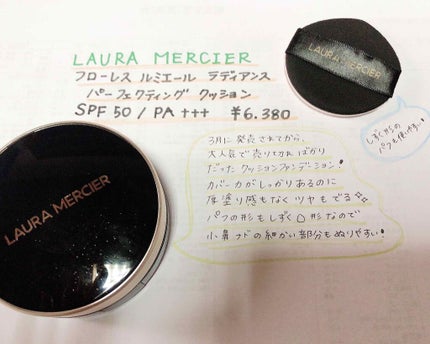 LAURA MERCIER
フローレス ルミエール ラディアンス
パーフェクティング クッション
SPF 50 / PA+++ ¥6.380
LAURA MERCIER
しずく形の
パフも使いやすい!
3月に発売されてから、
大人気で売りきればかり
だったクッションファンデーション!
カバー力がしっかりあるのに
厚塗り感もなくツヤもでる
パフの形もしずく形なので
小鼻などの細かい部分もぬりやすい!
LAURA MERCIER